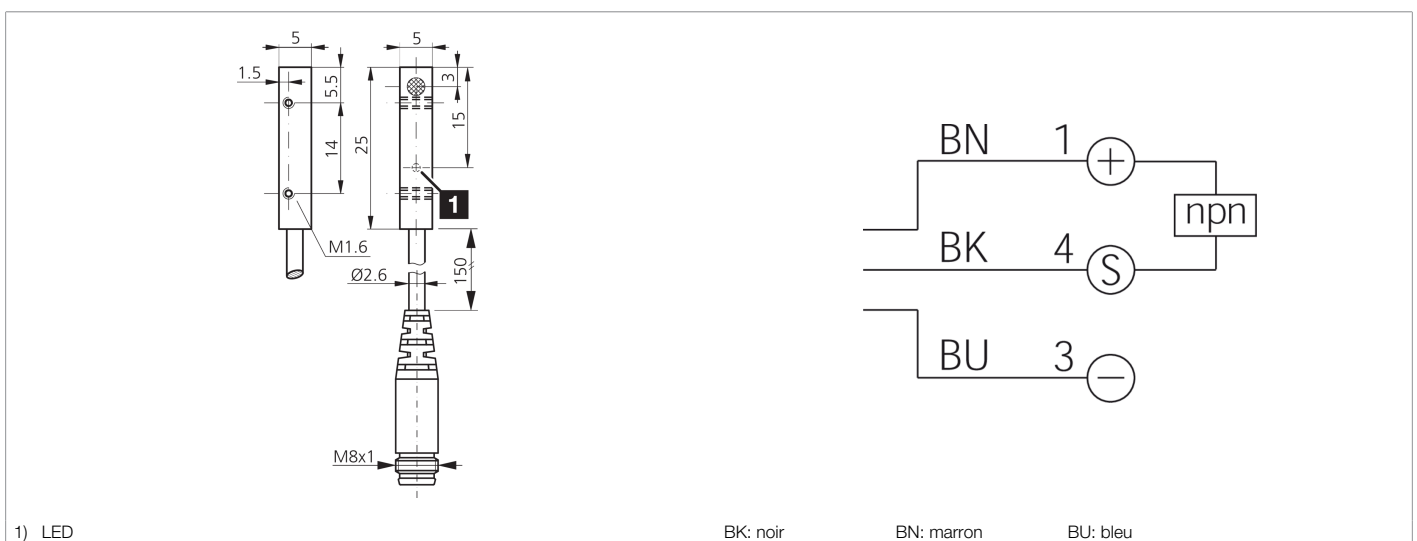 5
5
1.5
5.5
3
14
25
15
1
M1.6
Ø2.6
150
M8x1
BN 1 +
npn
BK 4 S
BU 3 −
1) LED
BK: noir BN: marron BU: bleu